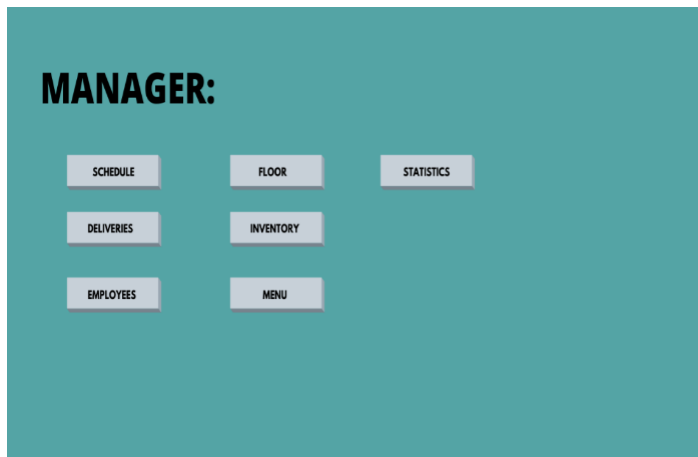 MANAGER:
SCHEDULE FLOOR STATISTICS
DELIVERIES INVENTORY
EMPLOYEES MENU